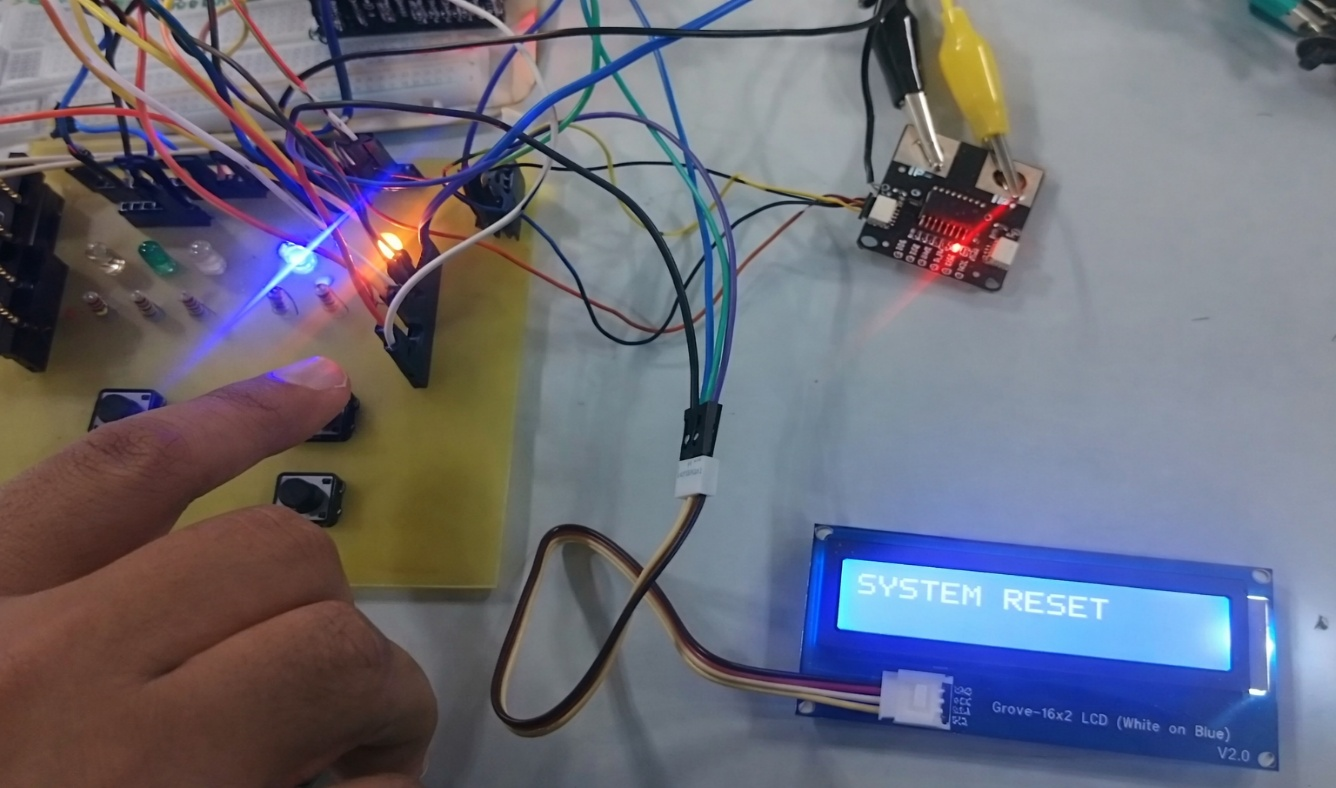 SYSTEM RESET
Grove-16x2 LCD (White on Blue)
V2.0